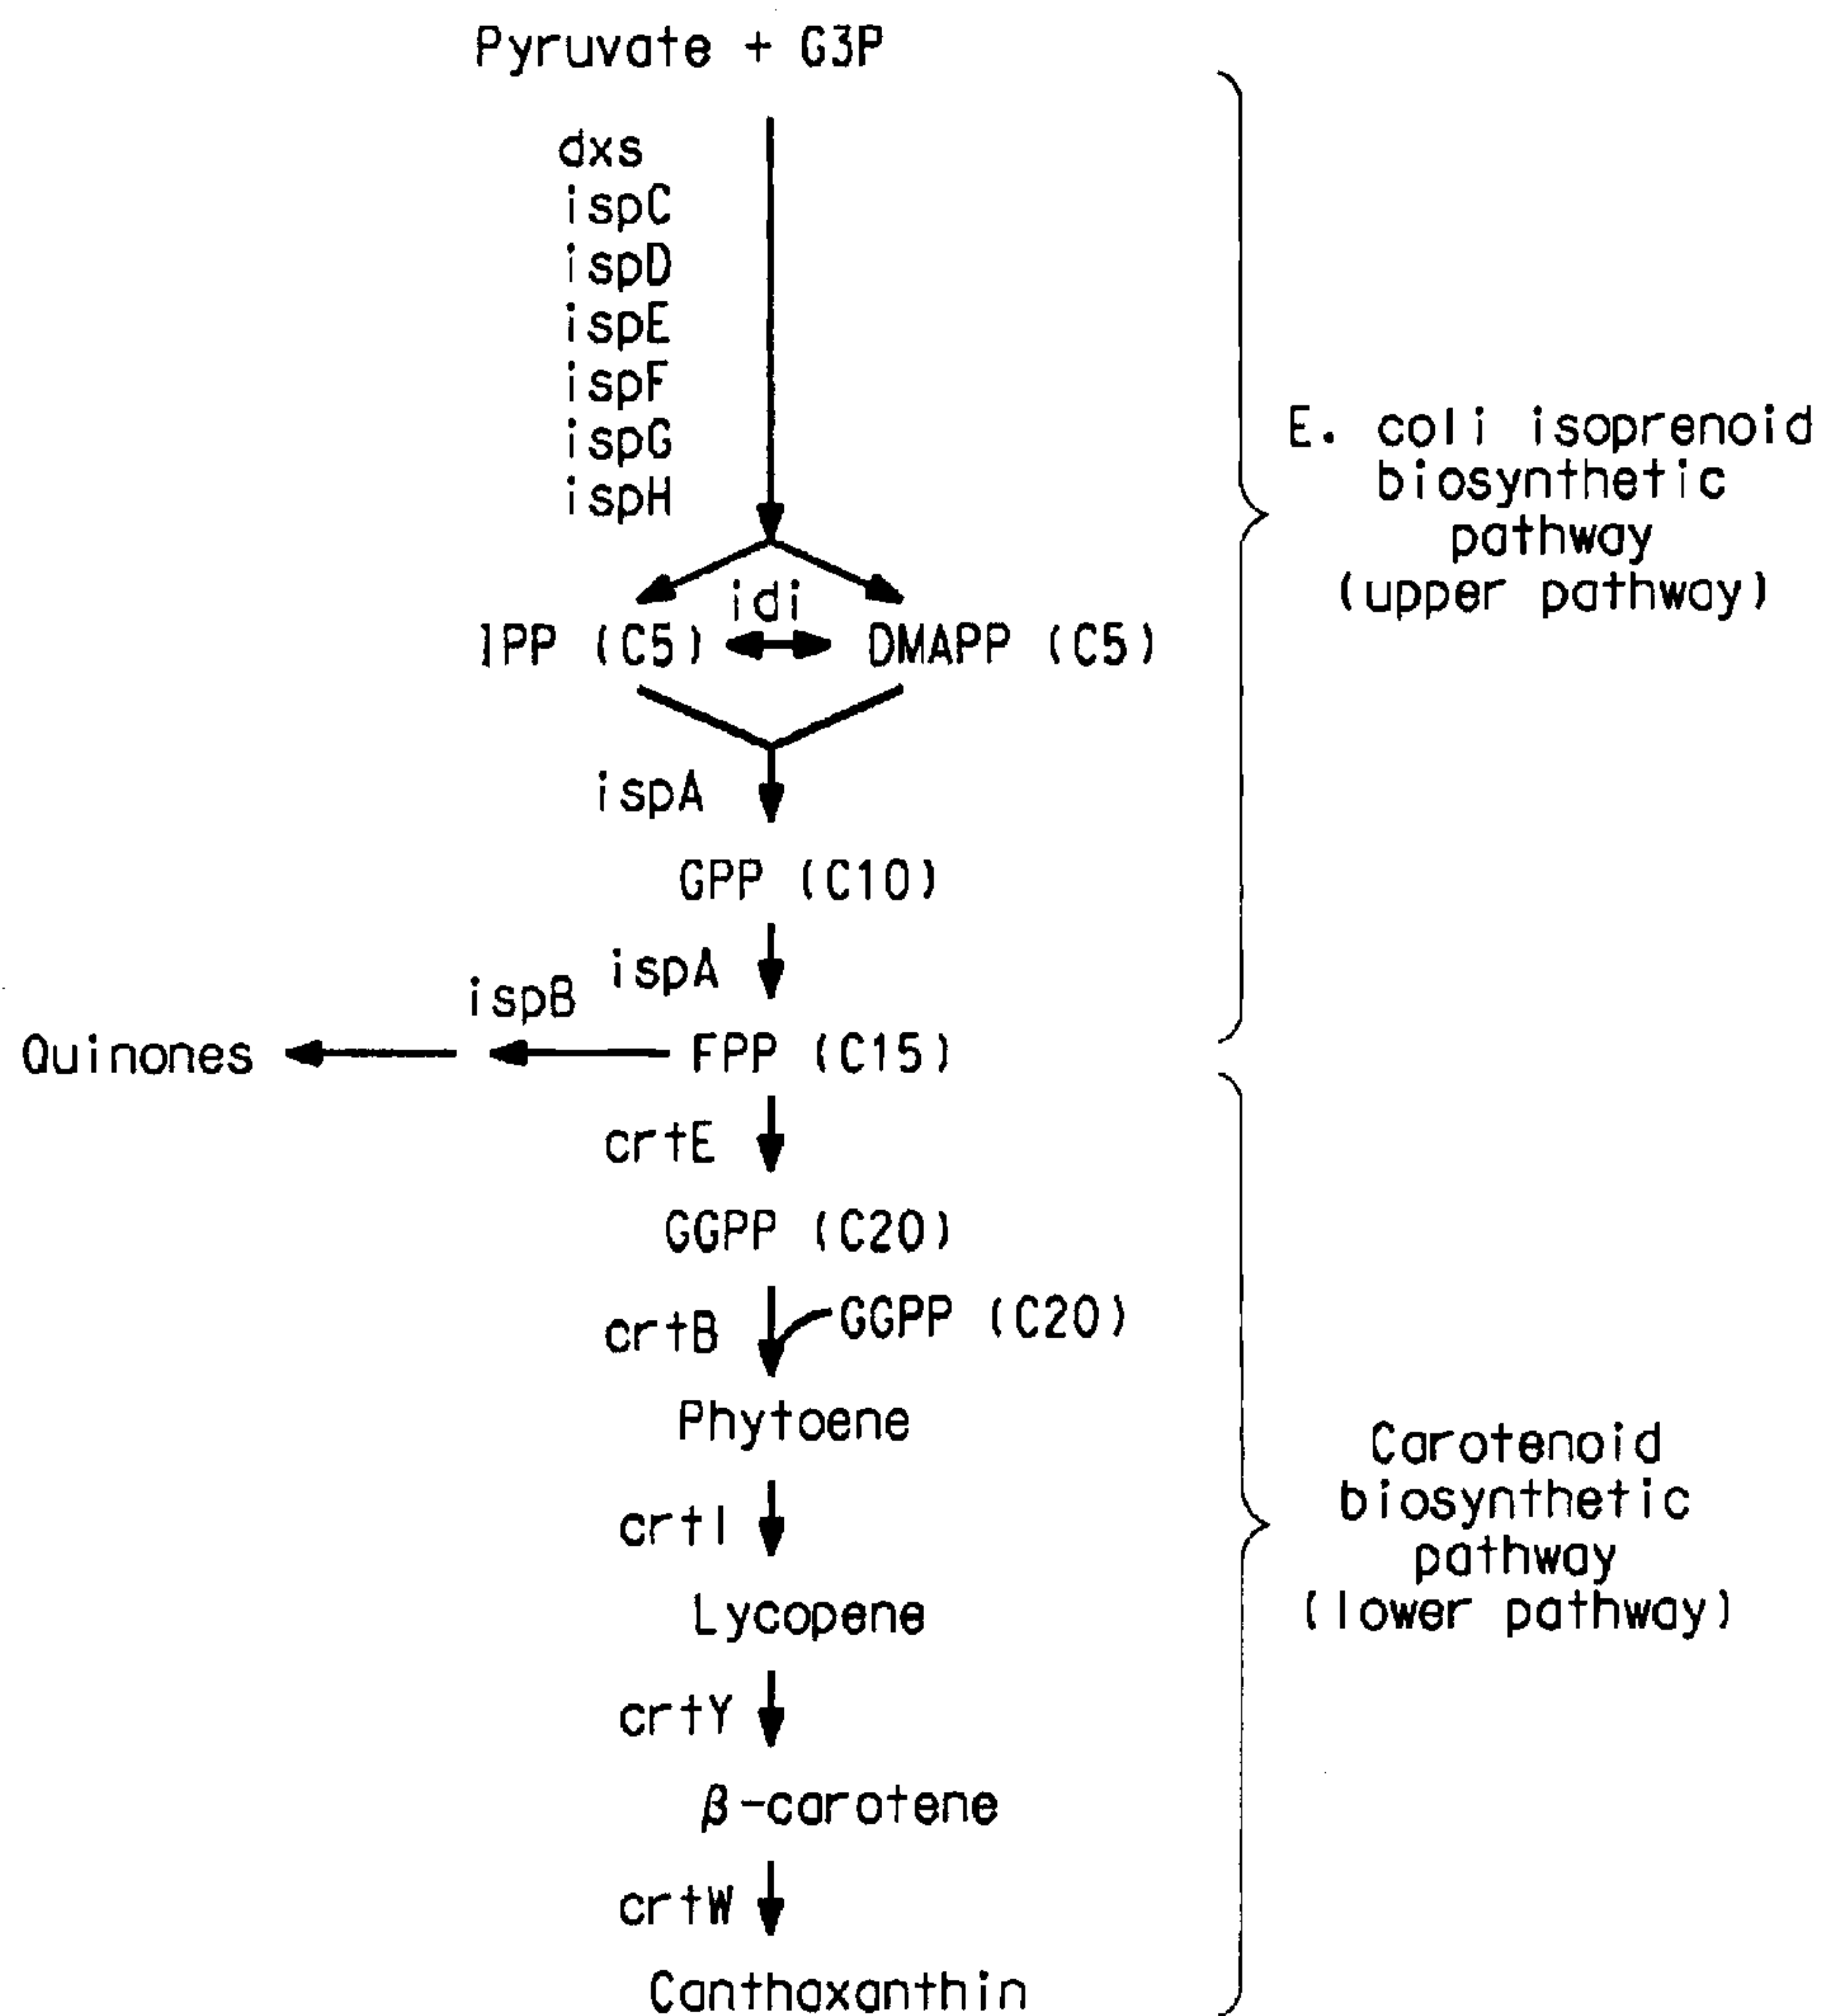 Pyruvate + G3P
dxs
ispC
ispD
ispE
ispF
ispG
ispH
E. coli isoprenoid
biosynthetic
pathway
(upper pathway)
idi
IPP (C5)
DMAPP (C5)
ispA
GPP (C10)
ispA
ispB
Quinones
FPP (C15)
crtE
GGPP (C20)
crtB
GGPP (C20)
Phytoene
crtI
Lycopene
Carotenoid
biosynthetic
pathway
(lower pathway)
crtY
β-carotene
crtW
Canthaxanthin